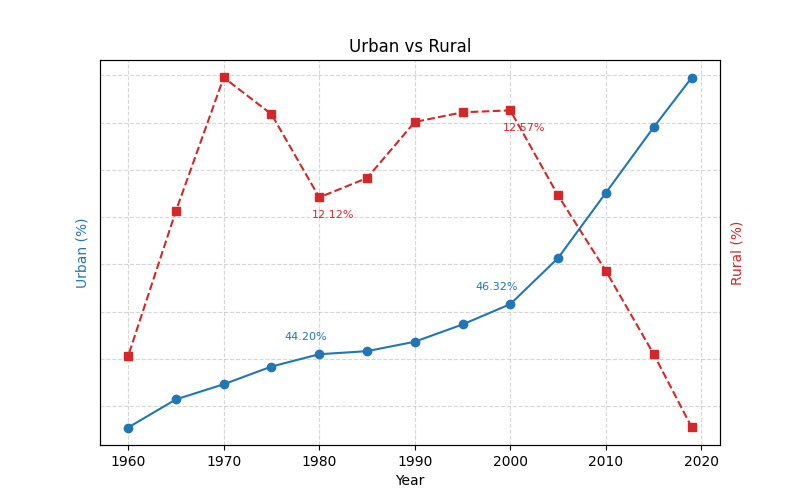 Urban vs Rural
Urban (%)
Rural (%)
12.57%
12.12%
46.32%
44.20%
1960 1970 1980 1990 2000 2010 2020
Year